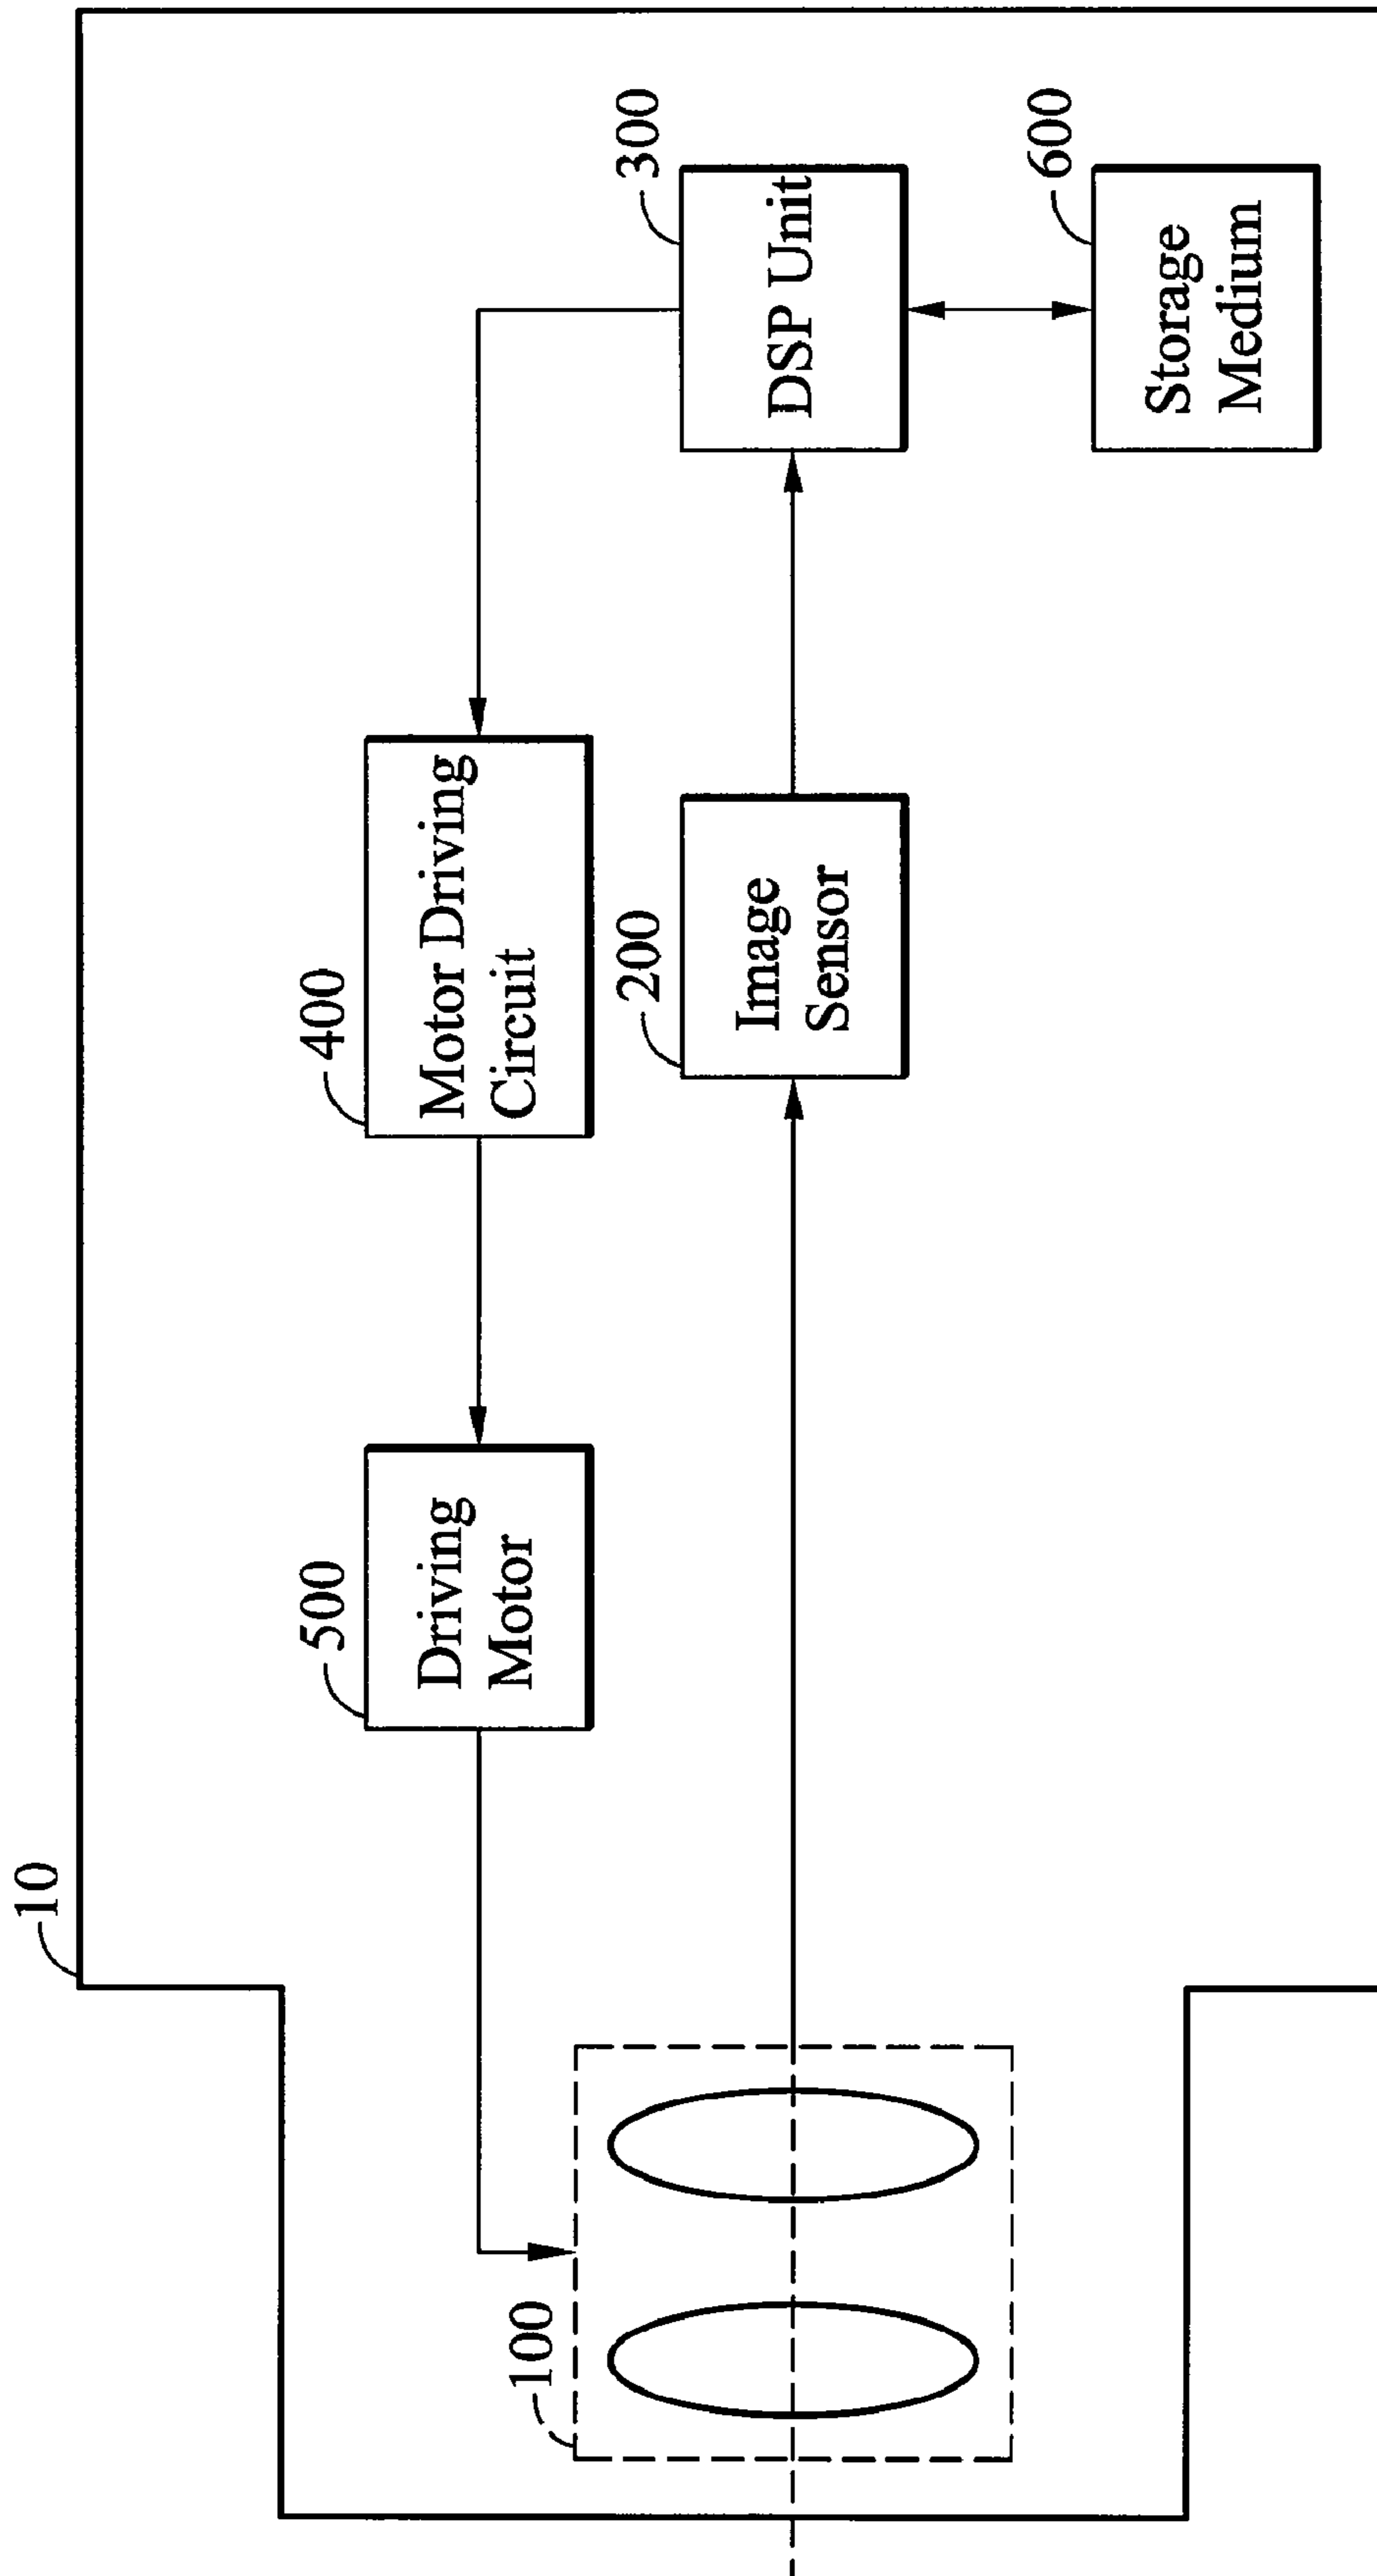 10
500
Driving
Motor
400
Motor Driving
Circuit
100
200
Image
Sensor
300
DSP Unit
600
Storage
Medium